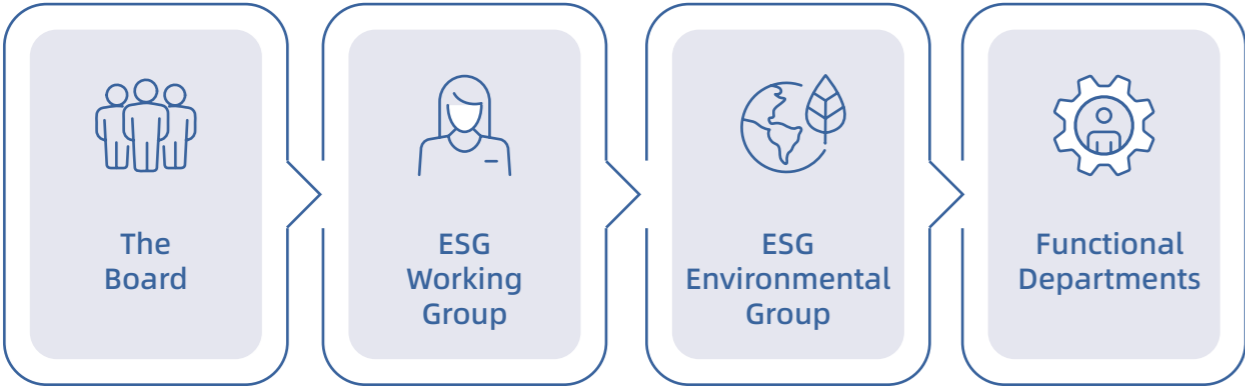 The
Board
ESG
Working
Group
ESG
Environmental
Group
Functional
Departments